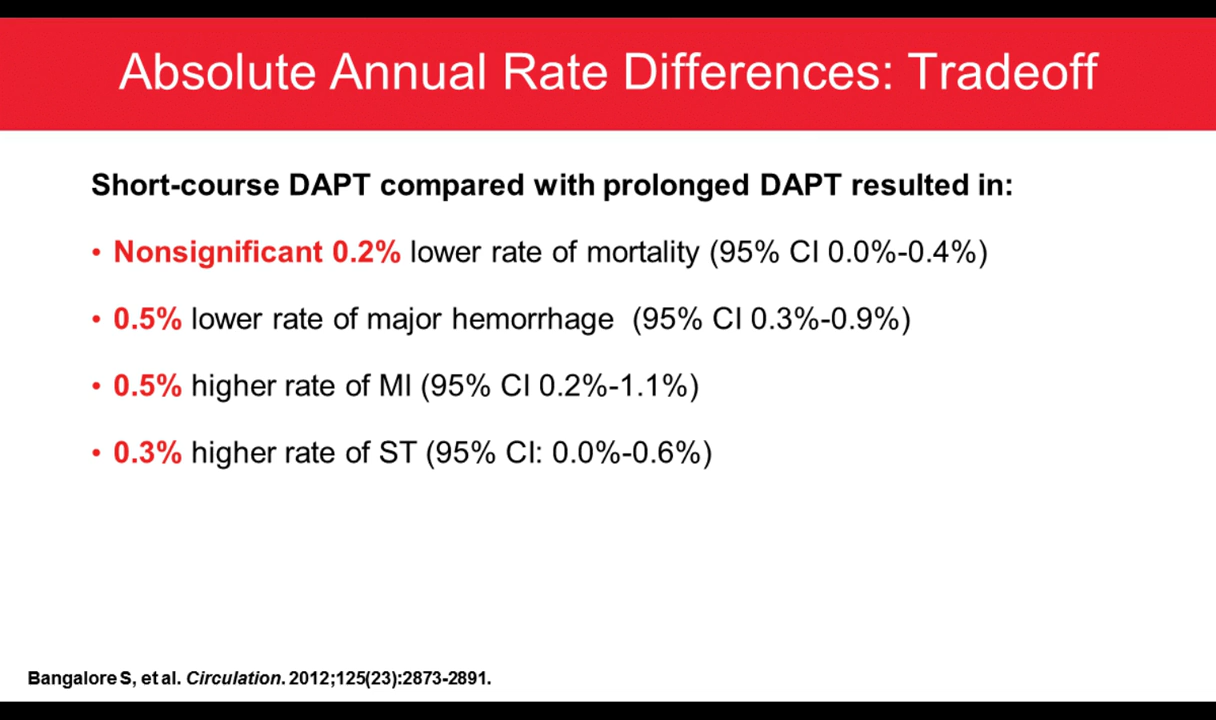 Absolute Annual Rate Differences: Tradeoff
Short-course DAPT compared with prolonged DAPT resulted in:
• Nonsignificant 0.2% lower rate of mortality (95% CI 0.0%-0.4%)
• 0.5% lower rate of major hemorrhage (95% CI 0.3%-0.9%)
• 0.5% higher rate of MI (95% CI 0.2%-1.1%)
• 0.3% higher rate of ST (95% CI: 0.0%-0.6%)
Bangalore S, et al. Circulation. 2012;125(23):2873-2891.